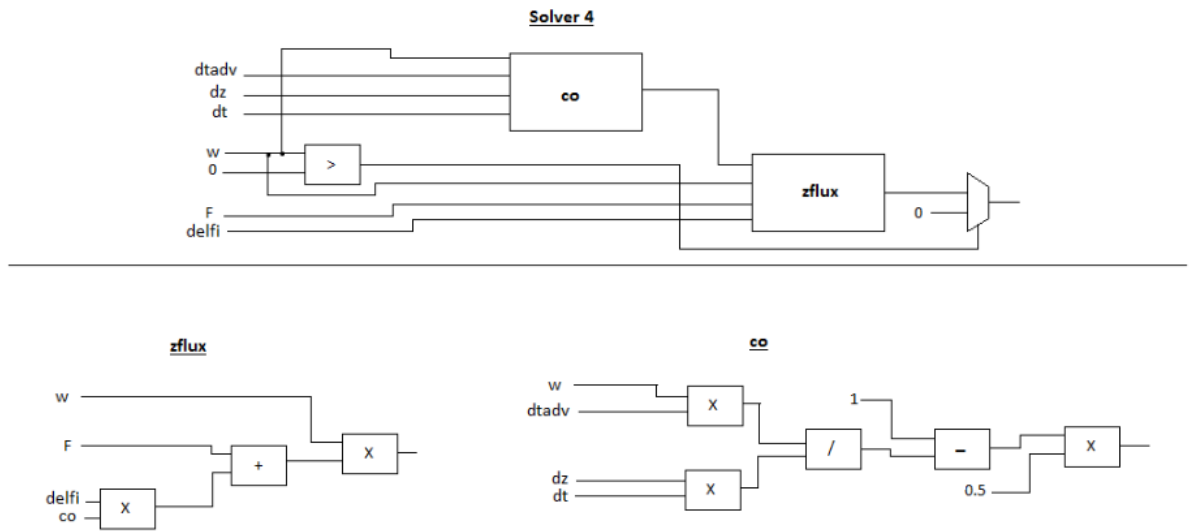 Solver 4
dtadv
dz
dt
co
w
0
>
F
delfi
zflux
0
zflux
w
F
delfi
co
X
+
X
co
w
dtadv
X
dz
dt
X
/
1
–
0.5
X